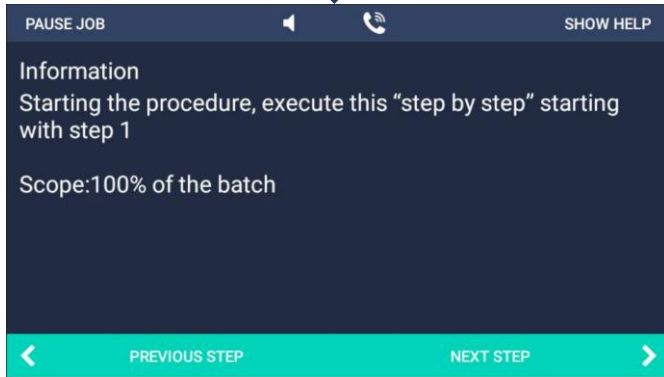 PAUSE JOB
SHOW HELP
Information
Starting the procedure, execute this “step by step” starting
with step 1
Scope:100% of the batch
PREVIOUS STEP
NEXT STEP